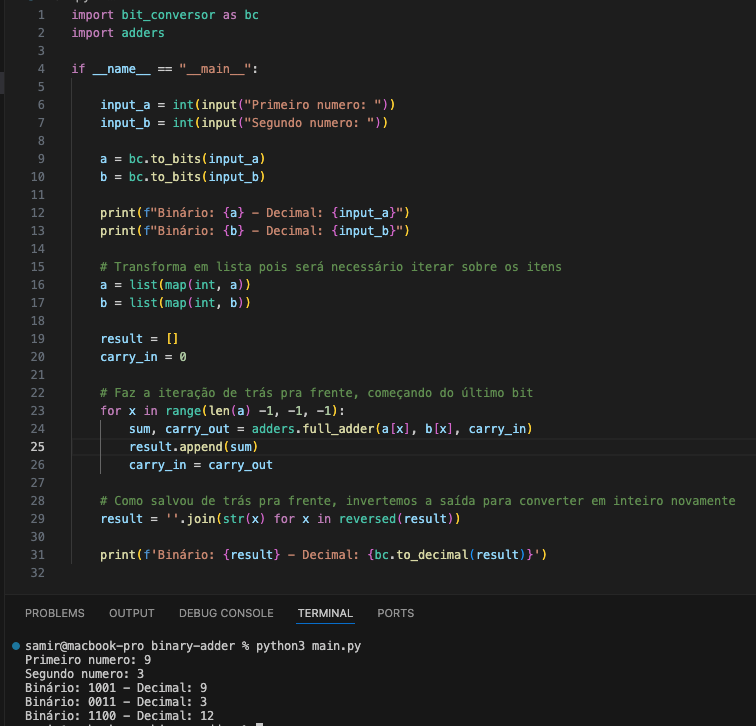 1 import bit_conversor as bc
2 import adders
3
4 if __name__ == "__main__":
5
6     input_a = int(input("Primeiro numero: "))
7     input_b = int(input("Segundo numero: "))
8
9     a = bc.to_bits(input_a)
10     b = bc.to_bits(input_b)
11
12     print(f"Binário: {a} - Decimal: {input_a}")
13     print(f"Binário: {b} - Decimal: {input_b}")
14
15     # Transforma em lista pois será necessário iterar sobre os itens
16     a = list(map(int, a))
17     b = list(map(int, b))
18
19     result = []
20     carry_in = 0
21
22     # Faz a iteração de trás pra frente, começando do último bit
23     for x in range(len(a) -1, -1, -1):
24         sum, carry_out = adders.full_adder(a[x], b[x], carry_in)
25         result.append(sum)
26         carry_in = carry_out
27
28     # Como salvou de trás pra frente, invertemos a saída para converter em inteiro novamente
29     result = ''.join(str(x) for x in reversed(result))
30
31     print(f'Binário: {result} - Decimal: {bc.to_decimal(result)}')
32
PROBLEMS OUTPUT DEBUG CONSOLE TERMINAL PORTS
samir@macbook-pro binary-adder % python3 main.py
Primeiro numero: 9
Segundo numero: 3
Binário: 1001 - Decimal: 9
Binário: 0011 - Decimal: 3
Binário: 1100 - Decimal: 12